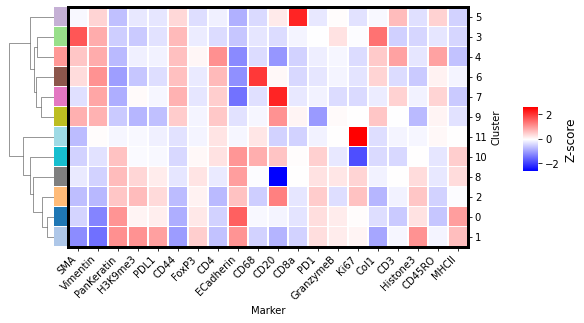 5
3
4
6
7
9
11
10
8
2
0
1
Cluster
SMA
Vimentin
PanKeratin
H3K9me3
PDL1
CD44
FoxP3
CD4
ECadherin
CD68
CD20
CD8a
PD1
GranzymeB
Ki67
Col1
CD3
Histone3
CD45RO
MHCII
Marker
2
0
−2
Z-score